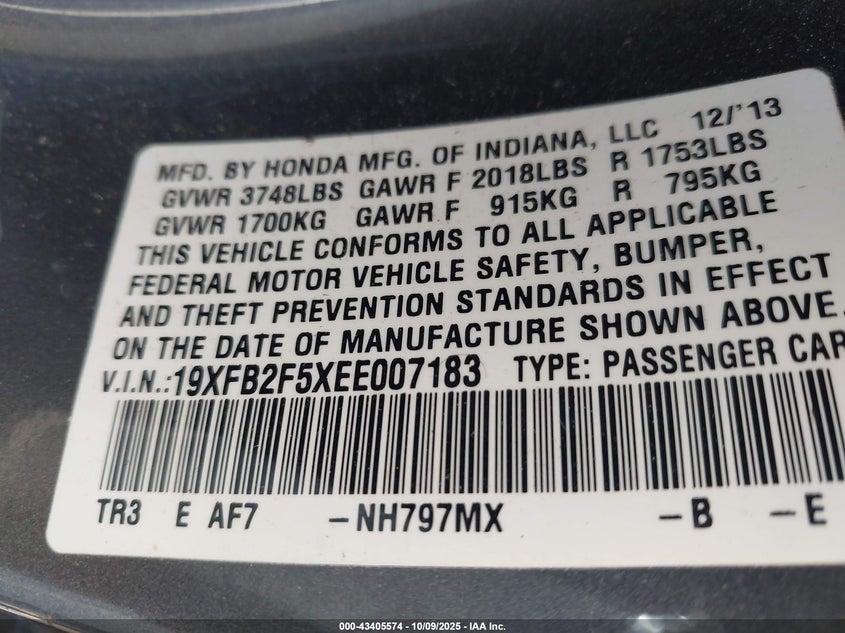 MFD. BY HONDA MFG. OF INDIANA, LLC 12/'13
GVWR 3748LBS GAWR F 2018LBS R 1753LBS
GVWR 1700KG GAWR F 915KG R 795KG
THIS VEHICLE CONFORMS TO ALL APPLICABLE
FEDERAL MOTOR VEHICLE SAFETY, BUMPER,
AND THEFT PREVENTION STANDARDS IN EFFECT
ON THE DATE OF MANUFACTURE SHOWN ABOVE.
V.I.N.:19XFB2F5XEE007183 TYPE: PASSENGER CAR
TR3 E AF7 -NH797MX -B -E
000-43405574 | 10/09/2025 - IAA Inc.